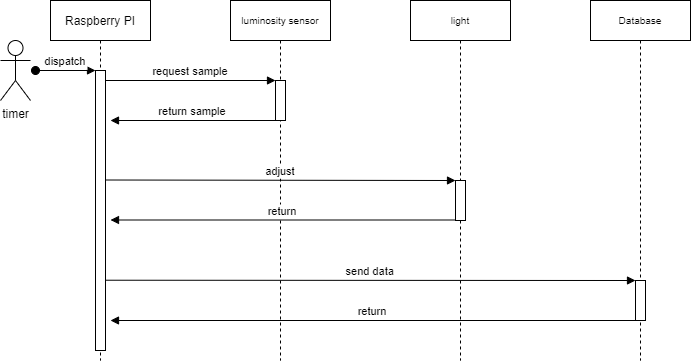 Raspberry PI
luminosity sensor
light
Database
dispatch
timer
request sample
return sample
adjust
return
send data
return